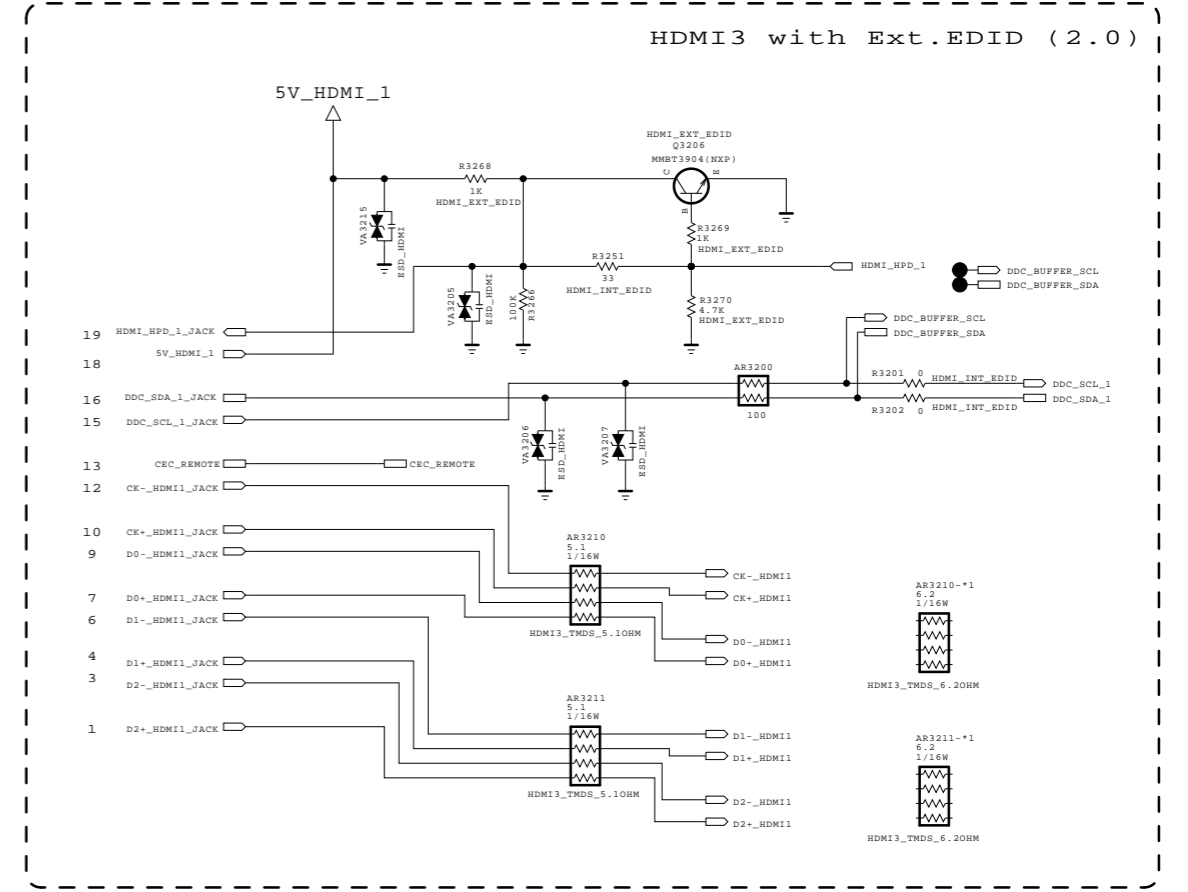 HDMI3 with Ext.EDID (2.0)
5V_HDMI_1
HDMI_EXT_EDID
Q3206
MMBT3904(NXP)
C
E
B
R3268
1K
HDMI_EXT_EDID
VA3215
ESD_HDMI
R3269
1K
HDMI_EXT_EDID
R3251
33
HDMI_INT_EDID
HDMI_HPD_1
DDC_BUFFER_SCL
DDC_BUFFER_SDA
VA3205
ESD_HDMI
100K
R3266
R3270
4.7K
HDMI_EXT_EDID
DDC_BUFFER_SCL
DDC_BUFFER_SDA
19 HDMI_HPD_1_JACK
18 5V_HDMI_1
16 DDC_SDA_1_JACK
15 DDC_SCL_1_JACK
AR3200
100
R3201 0 HDMI_INT_EDID DDC_SCL_1
R3202 0 HDMI_INT_EDID DDC_SDA_1
VA3206
ESD_HDMI
VA3207
ESD_HDMI
13 CEC_REMOTE CEC_REMOTE
12 CK-_HDMI1_JACK
10 CK+_HDMI1_JACK
9 D0-_HDMI1_JACK
7 D0+_HDMI1_JACK
6 D1-_HDMI1_JACK
4 D1+_HDMI1_JACK
3 D2-_HDMI1_JACK
1 D2+_HDMI1_JACK
AR3210
5.1
1/16W
HDMI3_TMDS_5.1OHM
CK-_HDMI1
CK+_HDMI1
D0-_HDMI1
D0+_HDMI1
AR3210-*1
6.2
1/16W
HDMI3_TMDS_6.2OHM
AR3211
5.1
1/16W
HDMI3_TMDS_5.1OHM
D1-_HDMI1
D1+_HDMI1
D2-_HDMI1
D2+_HDMI1
AR3211-*1
6.2
1/16W
HDMI3_TMDS_6.2OHM